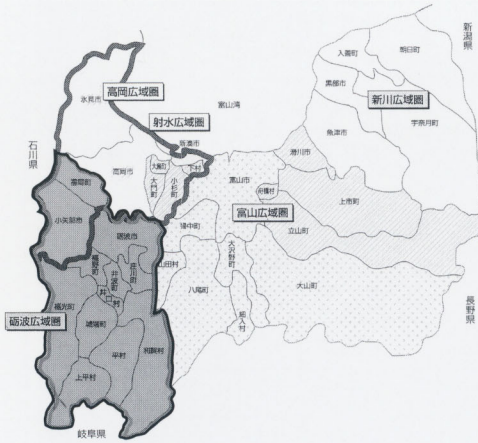 新潟県
朝日町
入善町
高岡広域圏
黒部市
新川広域圏
氷見市
富山湾
射水広域圏
宇奈月町
石川県
魚津市
新湊市
大島町
下村
高岡市
滑川市
大門町
小杉町
福岡町
富山市
舟橋村
上市町
小矢部市
富山広域圏
砺波市
婦中町
立山町
大沢野町
福野町
井波町
庄川町
山田村
大山町
井
口
村
八尾町
細入村
長野県
福光町
砺波広域圏
城端町
平村
利賀村
上平村
岐阜県